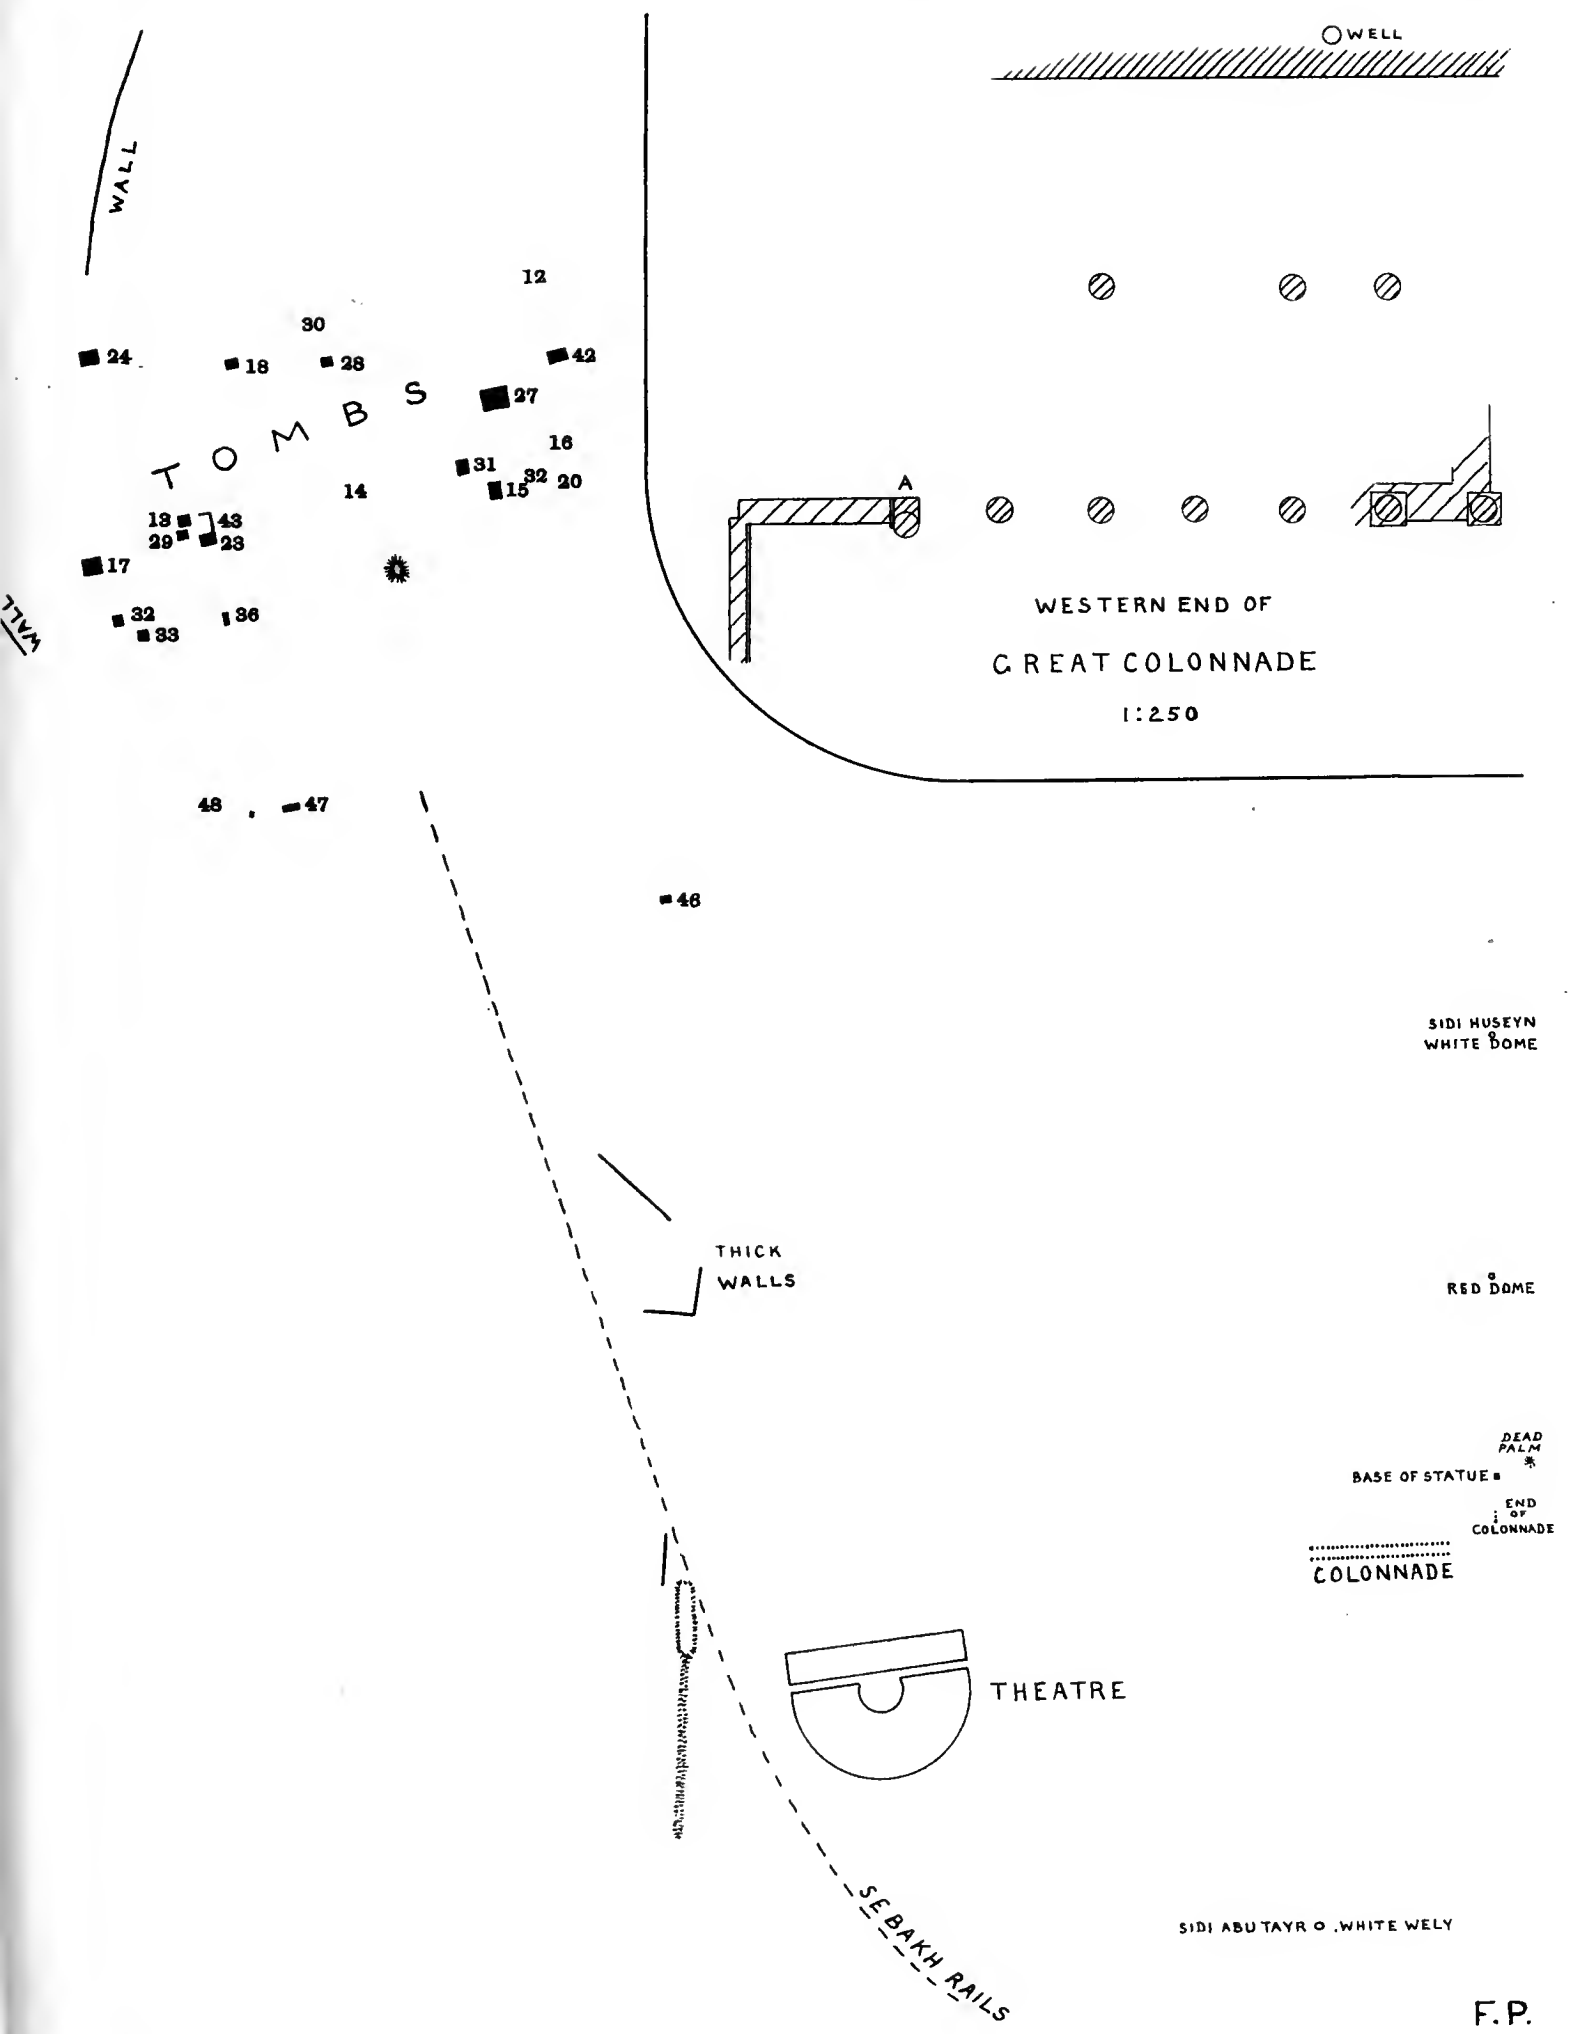 WELL
WALL
12
30
24
18
28
42
27
TOMBS
16
31
32
20
15
14
A
13
43
29
23
17
WALL
32
36
33
WESTERN END OF
GREAT COLONNADE
1:250
48
47
46
SIDI HUSEYN
WHITE DOME
THICK
WALLS
RED DOME
DEAD
PALM
BASE OF STATUE
END
OF
COLONNADE
COLONNADE
THEATRE
SEBAKH RAILS
SIDI ABU TAYR O .WHITE WELY
F.P.